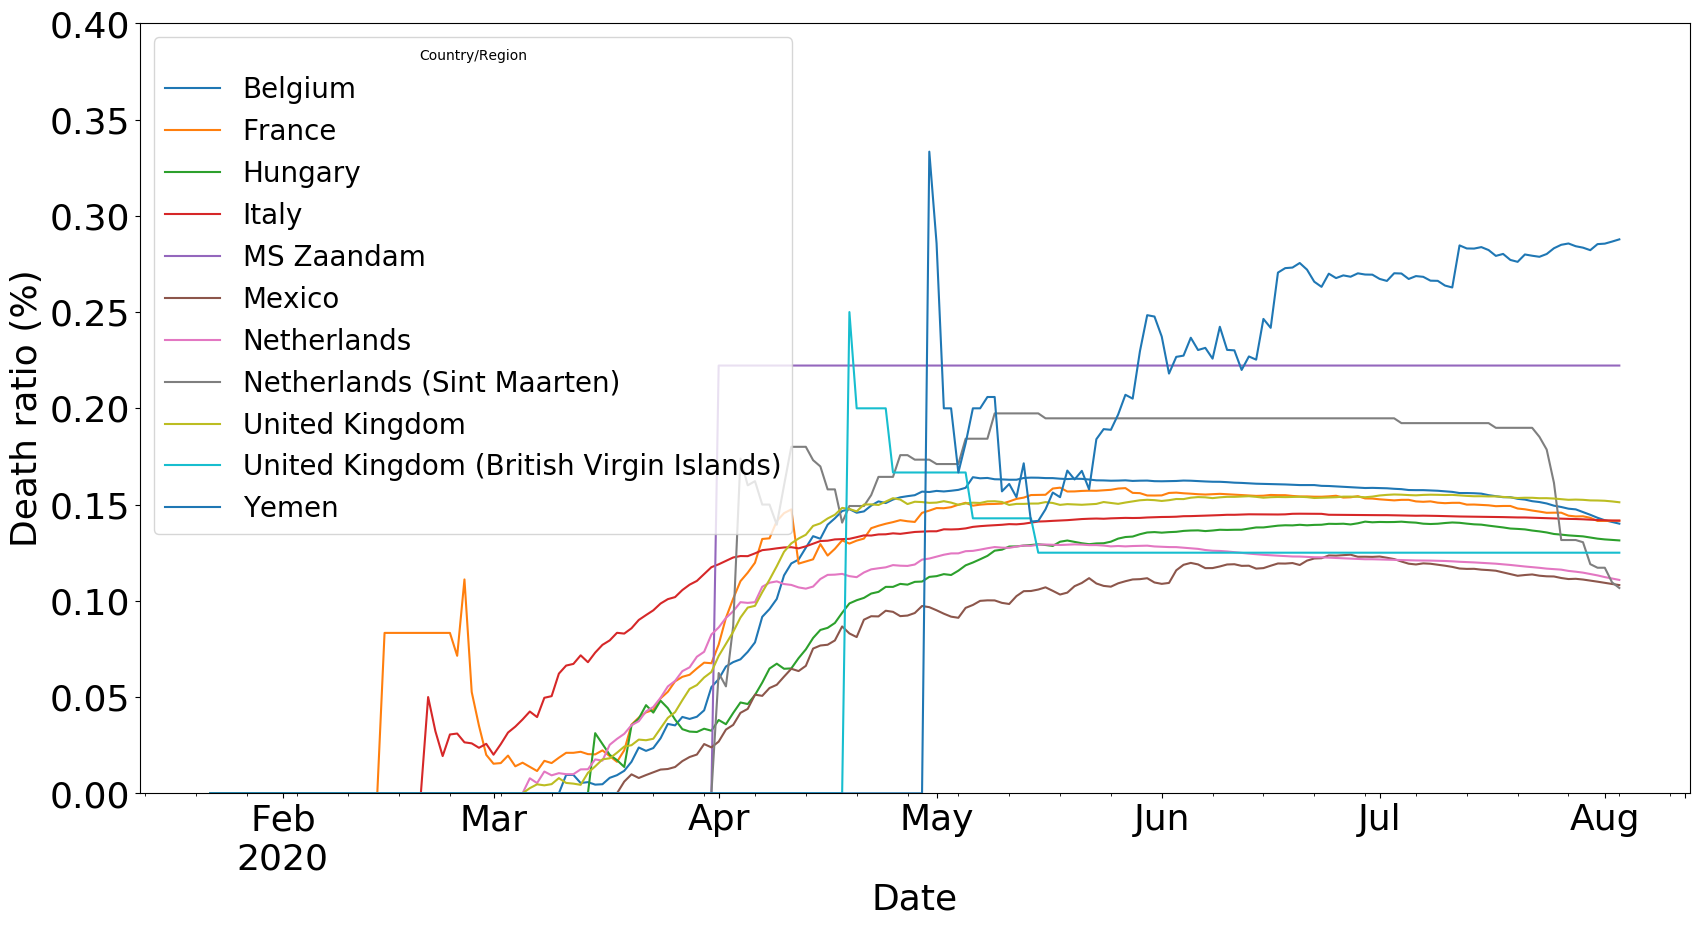 0.40
0.35
0.30
0.25
0.20
0.15
0.10
0.05
0.00
Death ratio (%)
Country/Region
Belgium
France
Hungary
Italy
MS Zaandam
Mexico
Netherlands
Netherlands (Sint Maarten)
United Kingdom
United Kingdom (British Virgin Islands)
Yemen
Feb Mar Apr May Jun Jul Aug
2020
Date